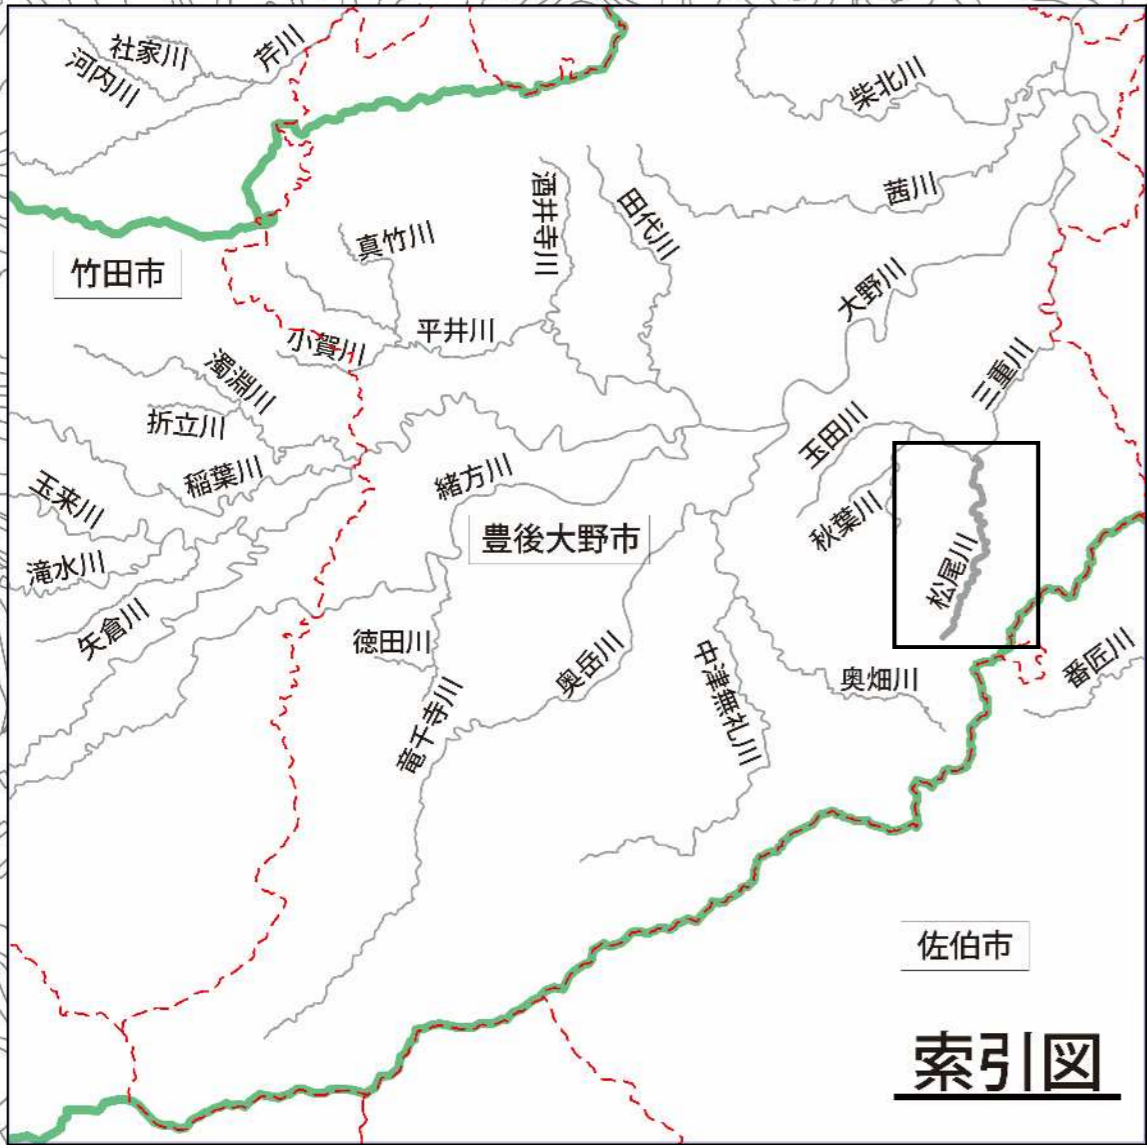 社家川
芹川
河内川
柴北川
酒井寺川
田代川
茜川
真竹川
竹田市
大野川
平井川
小賀川
三重川
濁淵川
折立川
玉田川
稲葉川
緒方川
玉来川
秋葉川
豊後大野市
滝水川
松尾川
矢倉川
徳田川
奥岳川
中津無礼川
奥畑川
番匠川
竜千寺川
佐伯市
索引図